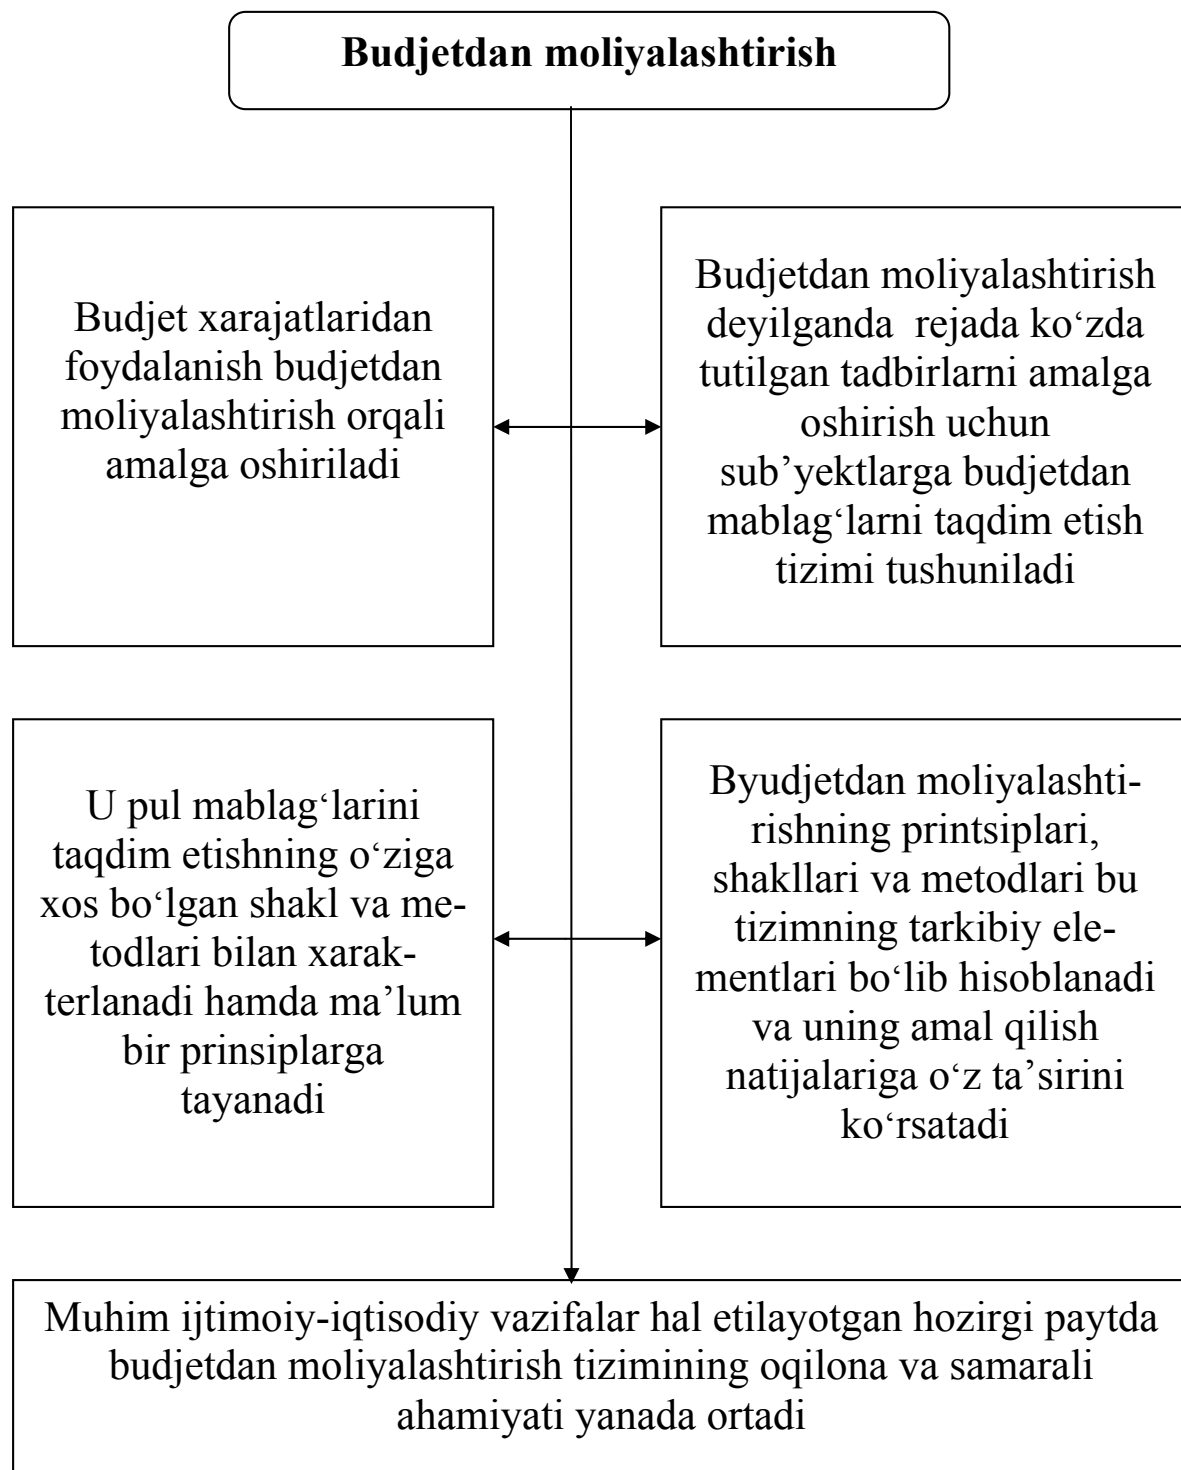 Budjetdan moliyalashtirish
Budjet xarajatlaridan
foydalanish budjetdan
moliyalashtirish orqali
amalga oshiriladi
Budjetdan moliyalashtirish
deyilganda rejada ko‘zda
tutilgan tadbirlarni amalga
oshirish uchun
sub’yektlarga budjetdan
mablag‘larni taqdim etish
tizimi tushuniladi
U pul mablag‘larini
taqdim etishning o‘ziga
xos bo‘lgan shakl va me-
todlari bilan xarak-
terlanadi hamda ma’lum
bir prinsiplarga
tayanadi
Byudjetdan moliyalashti-
rishning printsiplari,
shakllari va metodlari bu
tizimning tarkibiy ele-
mentlari bo‘lib hisoblanadi
va uning amal qilish
natijalariga o‘z ta’sirini
ko‘rsatadi
Muhim ijtimoiy-iqtisodiy vazifalar hal etilayotgan hozirgi paytda
budjetdan moliyalashtirish tizimining oqilona va samarali
ahamiyati yanada ortadi